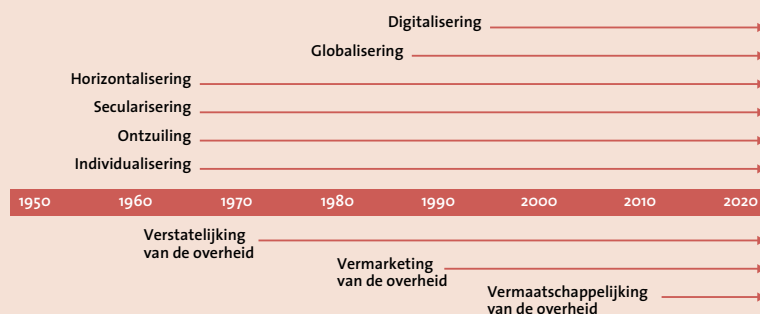 Digitalisering
Globalisering
Horizontalisering
Secularisering
Ontzuiling
Individualisering
1950 1960 1970 1980 1990 2000 2010 2020
Verstatelijking
van de overheid
Vermarketing
van de overheid
Vermaatschappelijking
van de overheid